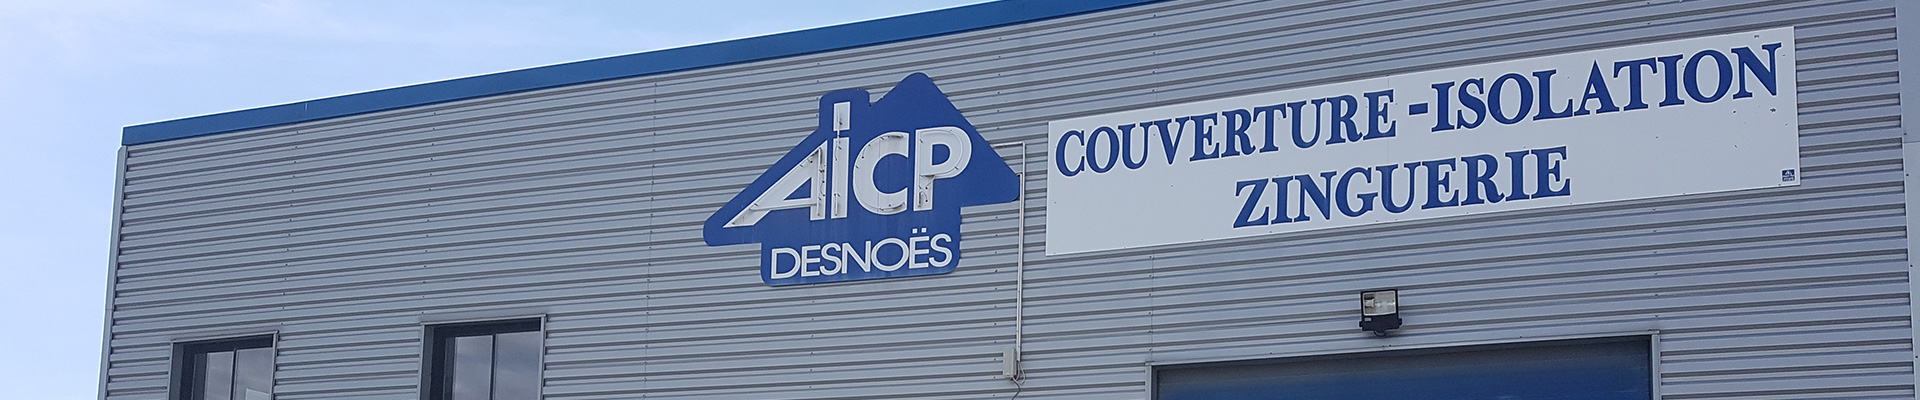 AiCP
DESNOËS
COUVERTURE-ISOLATION
ZINGUERIE